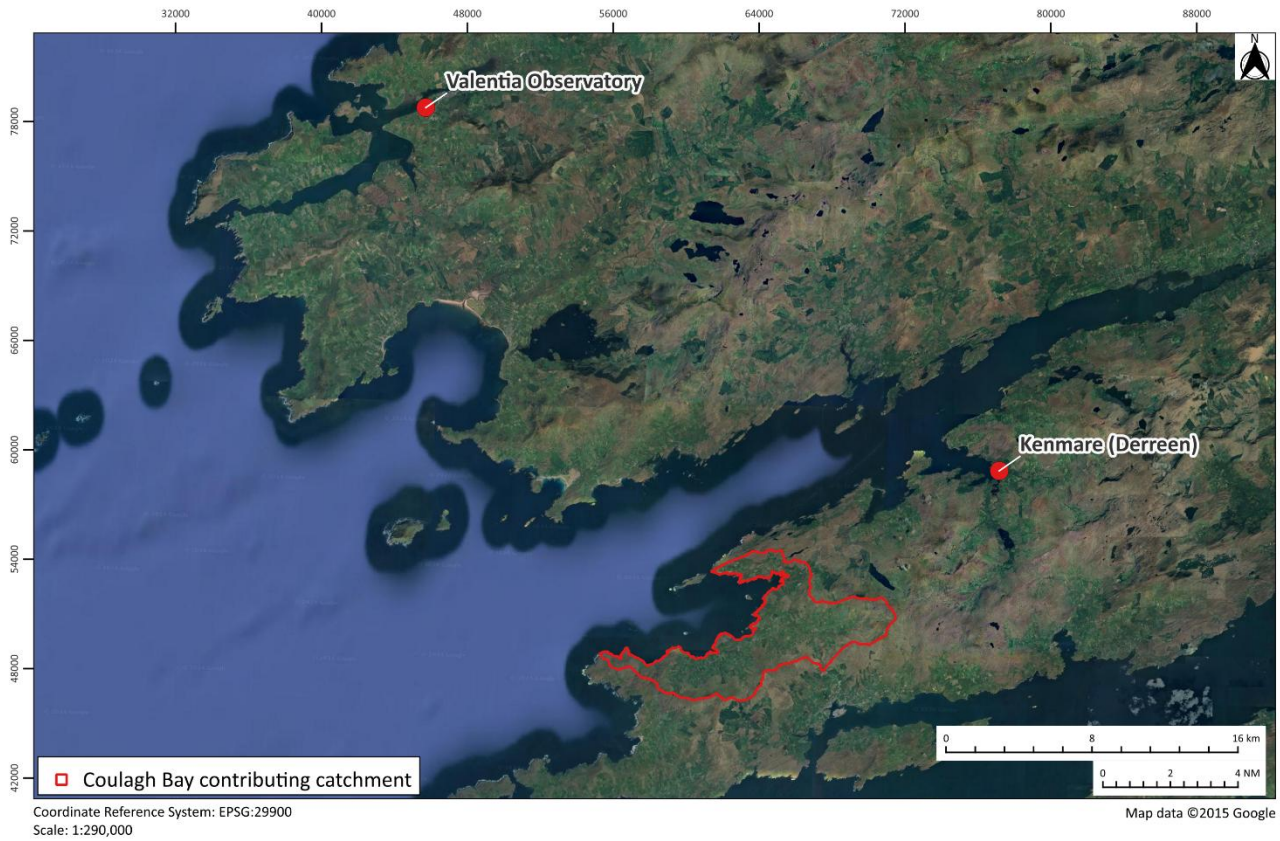 32000 40000 48000 56000 64000 72000 80000 88000
N
78000
72000
66000
60000
54000
48000
42000
Valentia Observatory
Kenmare (Derreen)
0 8 16 km
0 2 4 NM
Coulagh Bay contributing catchment
Coordinate Reference System: EPSG:29900
Map data ©2015 Google
Scale: 1:290,000